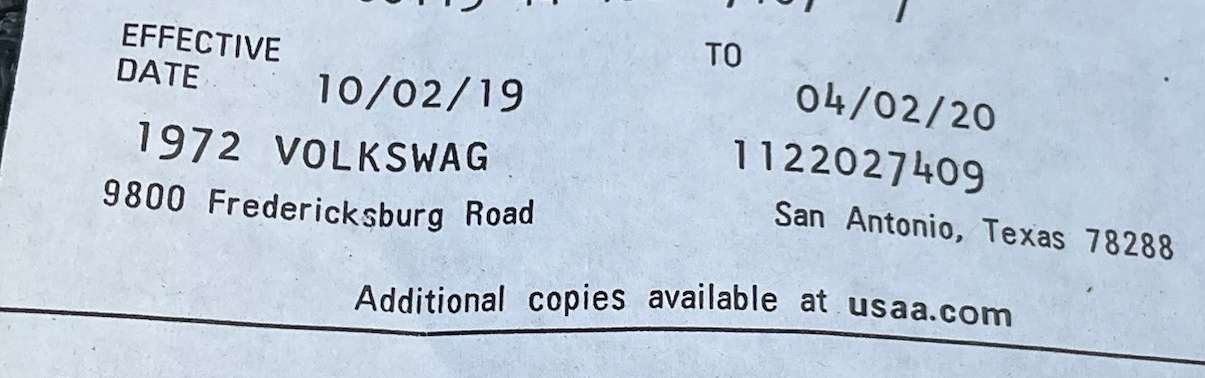 EFFECTIVE TO
DATE 10/02/19 04/02/20
1972 VOLKSWAG 1122027409
9800 Fredericksburg Road San Antonio, Texas 78288
Additional copies available at usaa.com